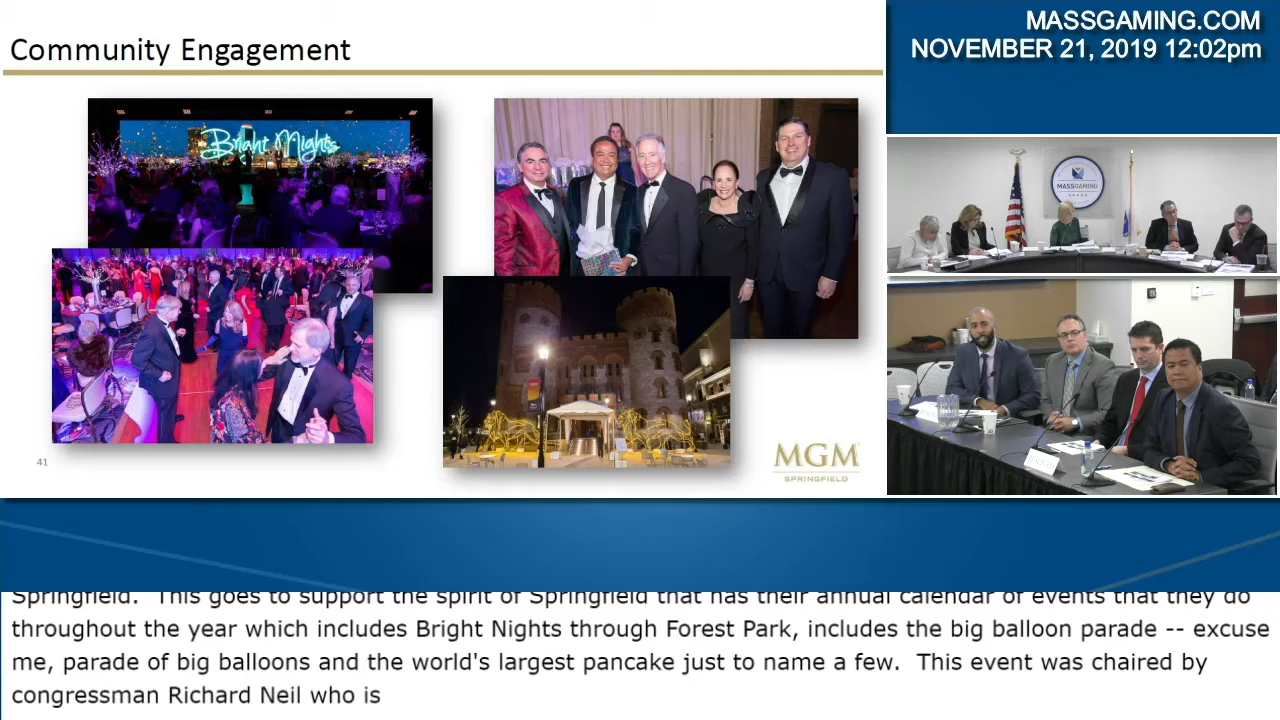 Community Engagement
MASSGAMING.COM
NOVEMBER 21, 2019 12:02pm
Bright Nights
MASSGAMING
41
MGM
SPRINGFIELD
Springfield. This goes to support the spirit of Springfield that has their annual calendar of events that they do
throughout the year which includes Bright Nights through Forest Park, includes the big balloon parade -- excuse
me, parade of big balloons and the world's largest pancake just to name a few. This event was chaired by
congressman Richard Neil who is